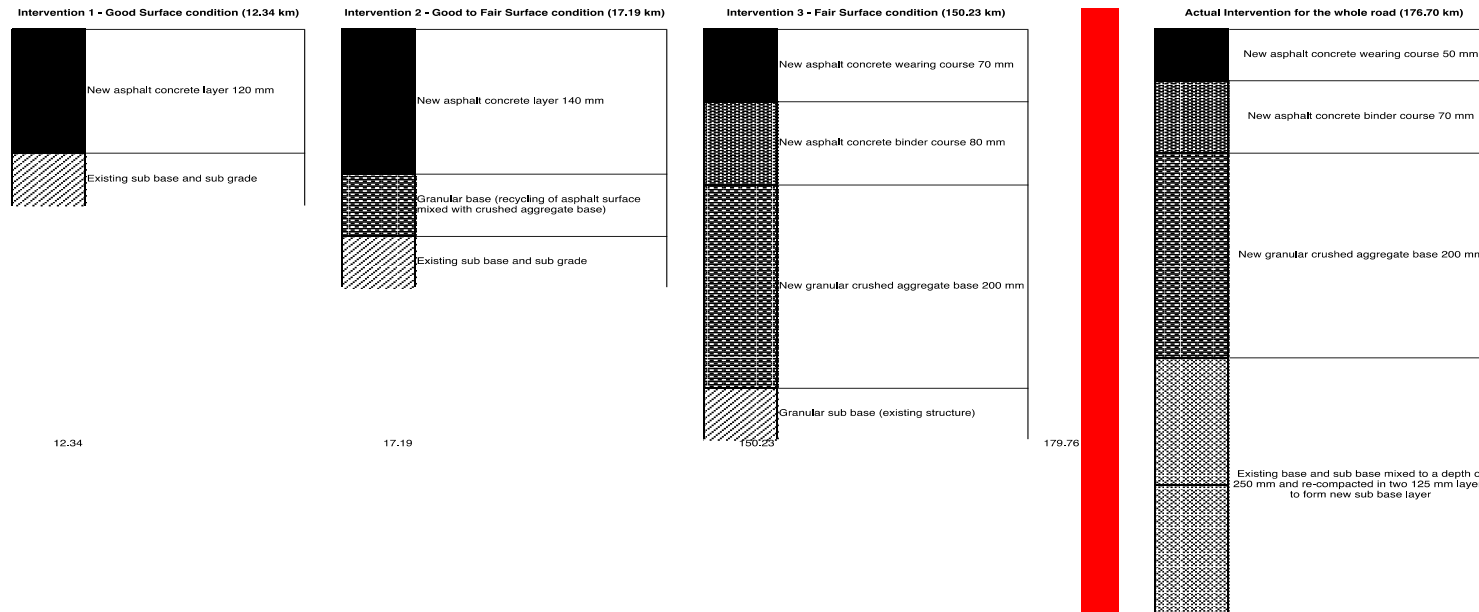 Intervention 1 - Good Surface condition (12.34 km)
New asphalt concrete layer 120 mm
Existing sub base and sub grade
12.34
Intervention 2 - Good to Fair Surface condition (17.19 km)
New asphalt concrete layer 140 mm
Granular base (recycling of asphalt surface
mixed with crushed aggregate base)
Existing sub base and sub grade
17.19
Intervention 3 - Fair Surface condition (150.23 km)
New asphalt concrete wearing course 70 mm
New asphalt concrete binder course 80 mm
New granular crushed aggregate base 200 mm
Granular sub base (existing structure)
150.23
179.76
Actual Intervention for the whole road (176.70 km)
New asphalt concrete wearing course 50 mm
New asphalt concrete binder course 70 mm
New granular crushed aggregate base 200 mm
Existing base and sub base mixed to a depth o
250 mm and re-compacted in two 125 mm laye
to form new sub base layer